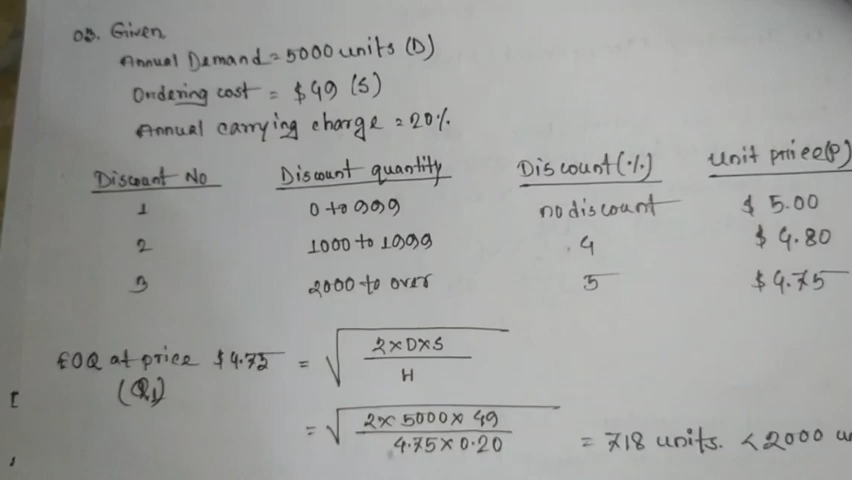 03. Given,
Annual Demand = 5000 units (D)
Ordering cost = $49 (S)
Annual carrying charge = 20%.
Discount No Discount quantity Discount (%) Unit price(P)
1 0 to 999 no discount $ 5.00
2 1000 to 1999 4 $ 4.80
3 2000 to over 5 $4.75
EOQ at price $4.75 = √ 2×D×S / H
(Q1)
= √ 2× 5000× 49 / 4.75×0.20 = 718 units. < 2000